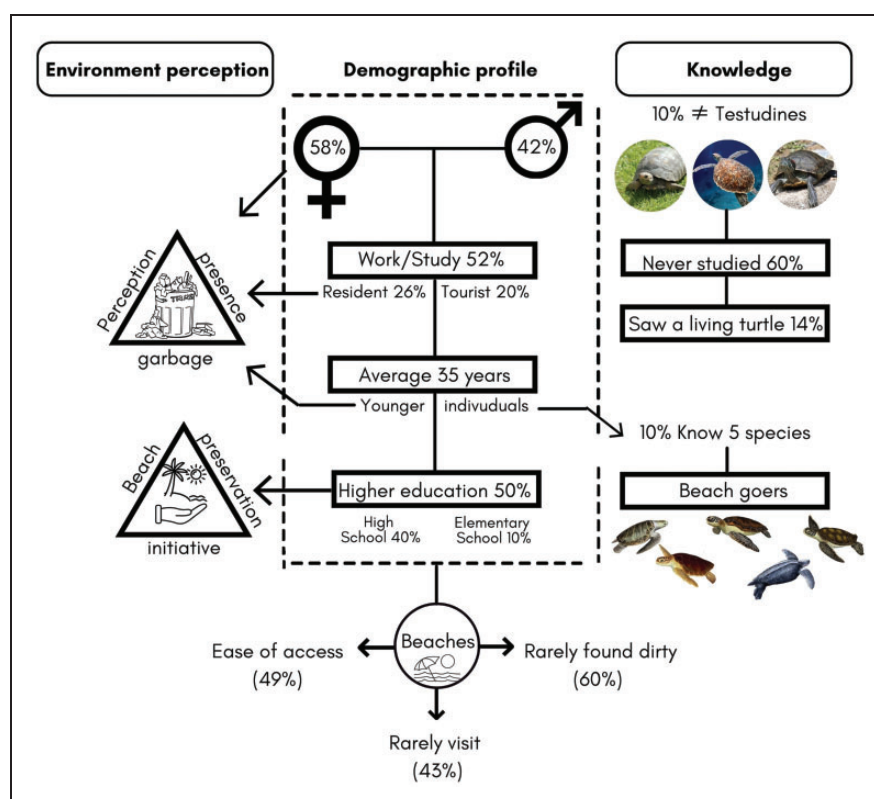 Environment perception
Demographic profile
Knowledge
58%
42%
10% ≠ Testudines
Work/Study 52%
Resident 26%
Tourist 20%
Never studied 60%
Saw a living turtle 14%
Perception
presence
TRASH
garbage
Average 35 years
Younger
indivuduals
10% Know 5 species
Beach
preservation
initiative
Higher education 50%
High
School 40%
Elementary
School 10%
Beach goers
Beaches
Ease of access
(49%)
Rarely found dirty
(60%)
Rarely visit
(43%)